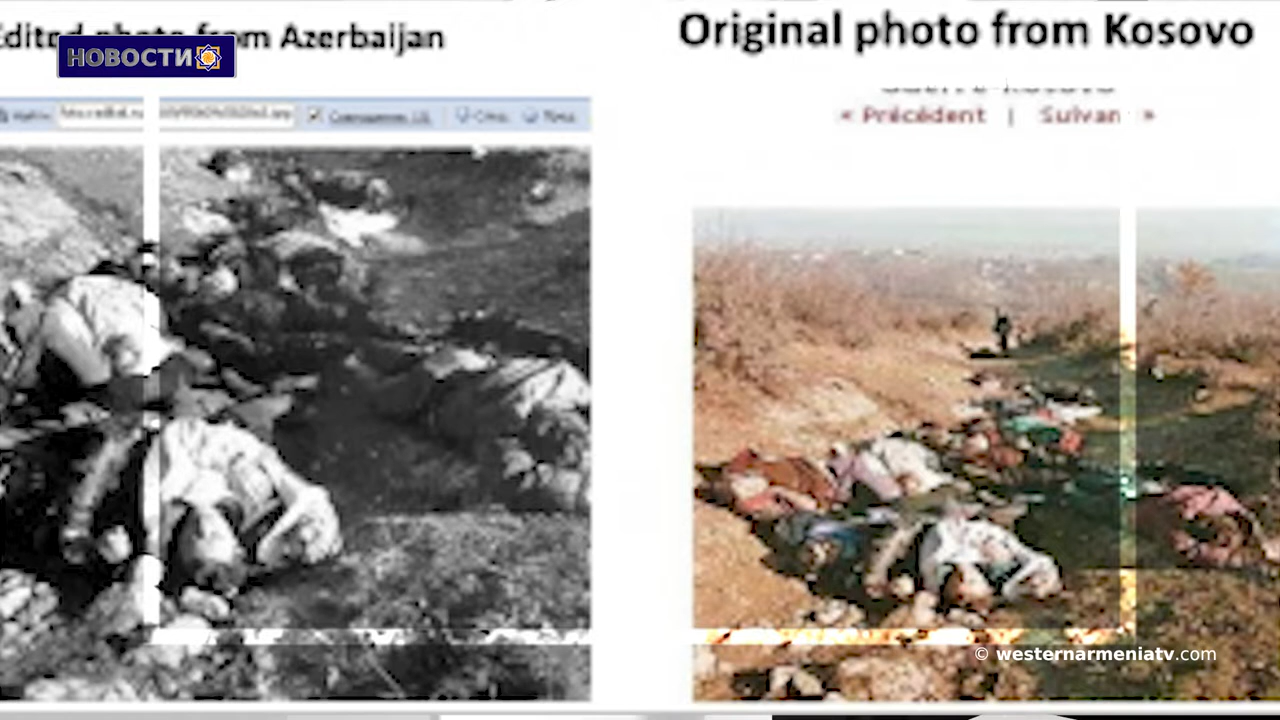 Edited photo from Azerbaijan
НОВОСТИ
Original photo from Kosovo
« Précédent | Suivan »
© westernarmeniatv.com